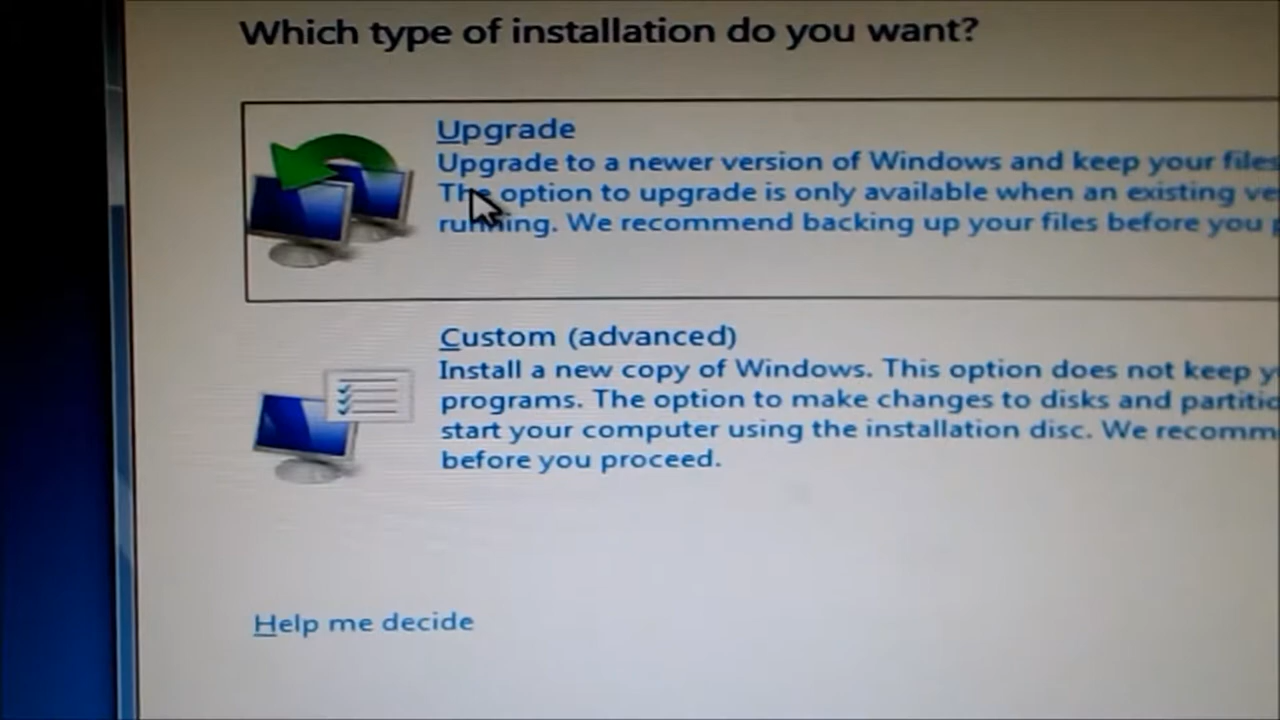 Which type of installation do you want?
Upgrade
Upgrade to a newer version of Windows and keep your files
The option to upgrade is only available when an existing
running. We recommend backing up your files before you
Custom (advanced)
Install a new copy of Windows. This option does not keep
programs. The option to make changes to disks and
start your computer using the installation disc. We
before you proceed.
Help me decide